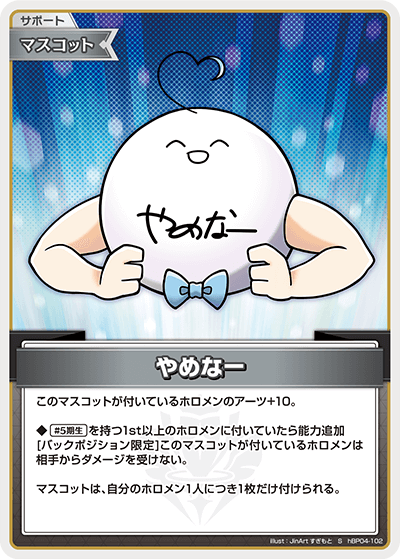 サポート
マスコット
やめなー
やめなー
このマスコットが付いているホロメンのアーツ+10。
◆#5期生を持つ1st以上のホロメンに付いていたら能力追加
[バックポジション限定]このマスコットが付いているホロメンは
相手からダメージを受けない。
マスコットは、自分のホロメン1人につき1枚だけ付けられる。
illust:JinArt すぎもと S hBP04-102